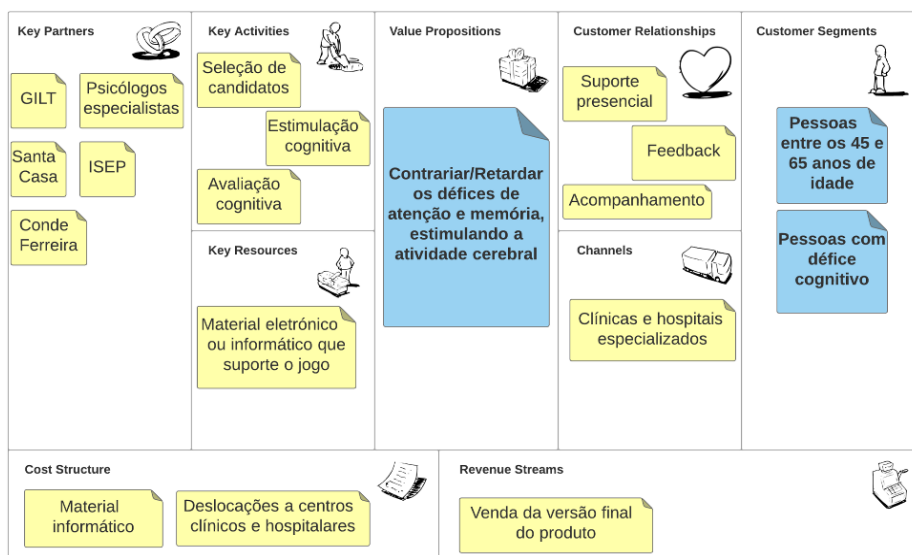 Key Partners
GILT
Psicólogos
especialistas
Santa
Casa
ISEP
Conde
Ferreira
Key Activities
Seleção de
candidatos
Estimulação
cognitiva
Avaliação
cognitiva
Key Resources
Material eletrónico
ou informático que
suporte o jogo
Value Propositions
Contrariar/Retardar
os défices de
atenção e memória,
estimulando a
atividade cerebral
Customer Relationships
Suporte
presencial
Feedback
Acompanhamento
Channels
Clínicas e hospitais
especializados
Customer Segments
Pessoas
entre os 45 e
65 anos de
idade
Pessoas com
défice
cognitivo
Cost Structure
Material
informático
Deslocações a centros
clínicos e hospitalares
Revenue Streams
Venda da versão final
do produto